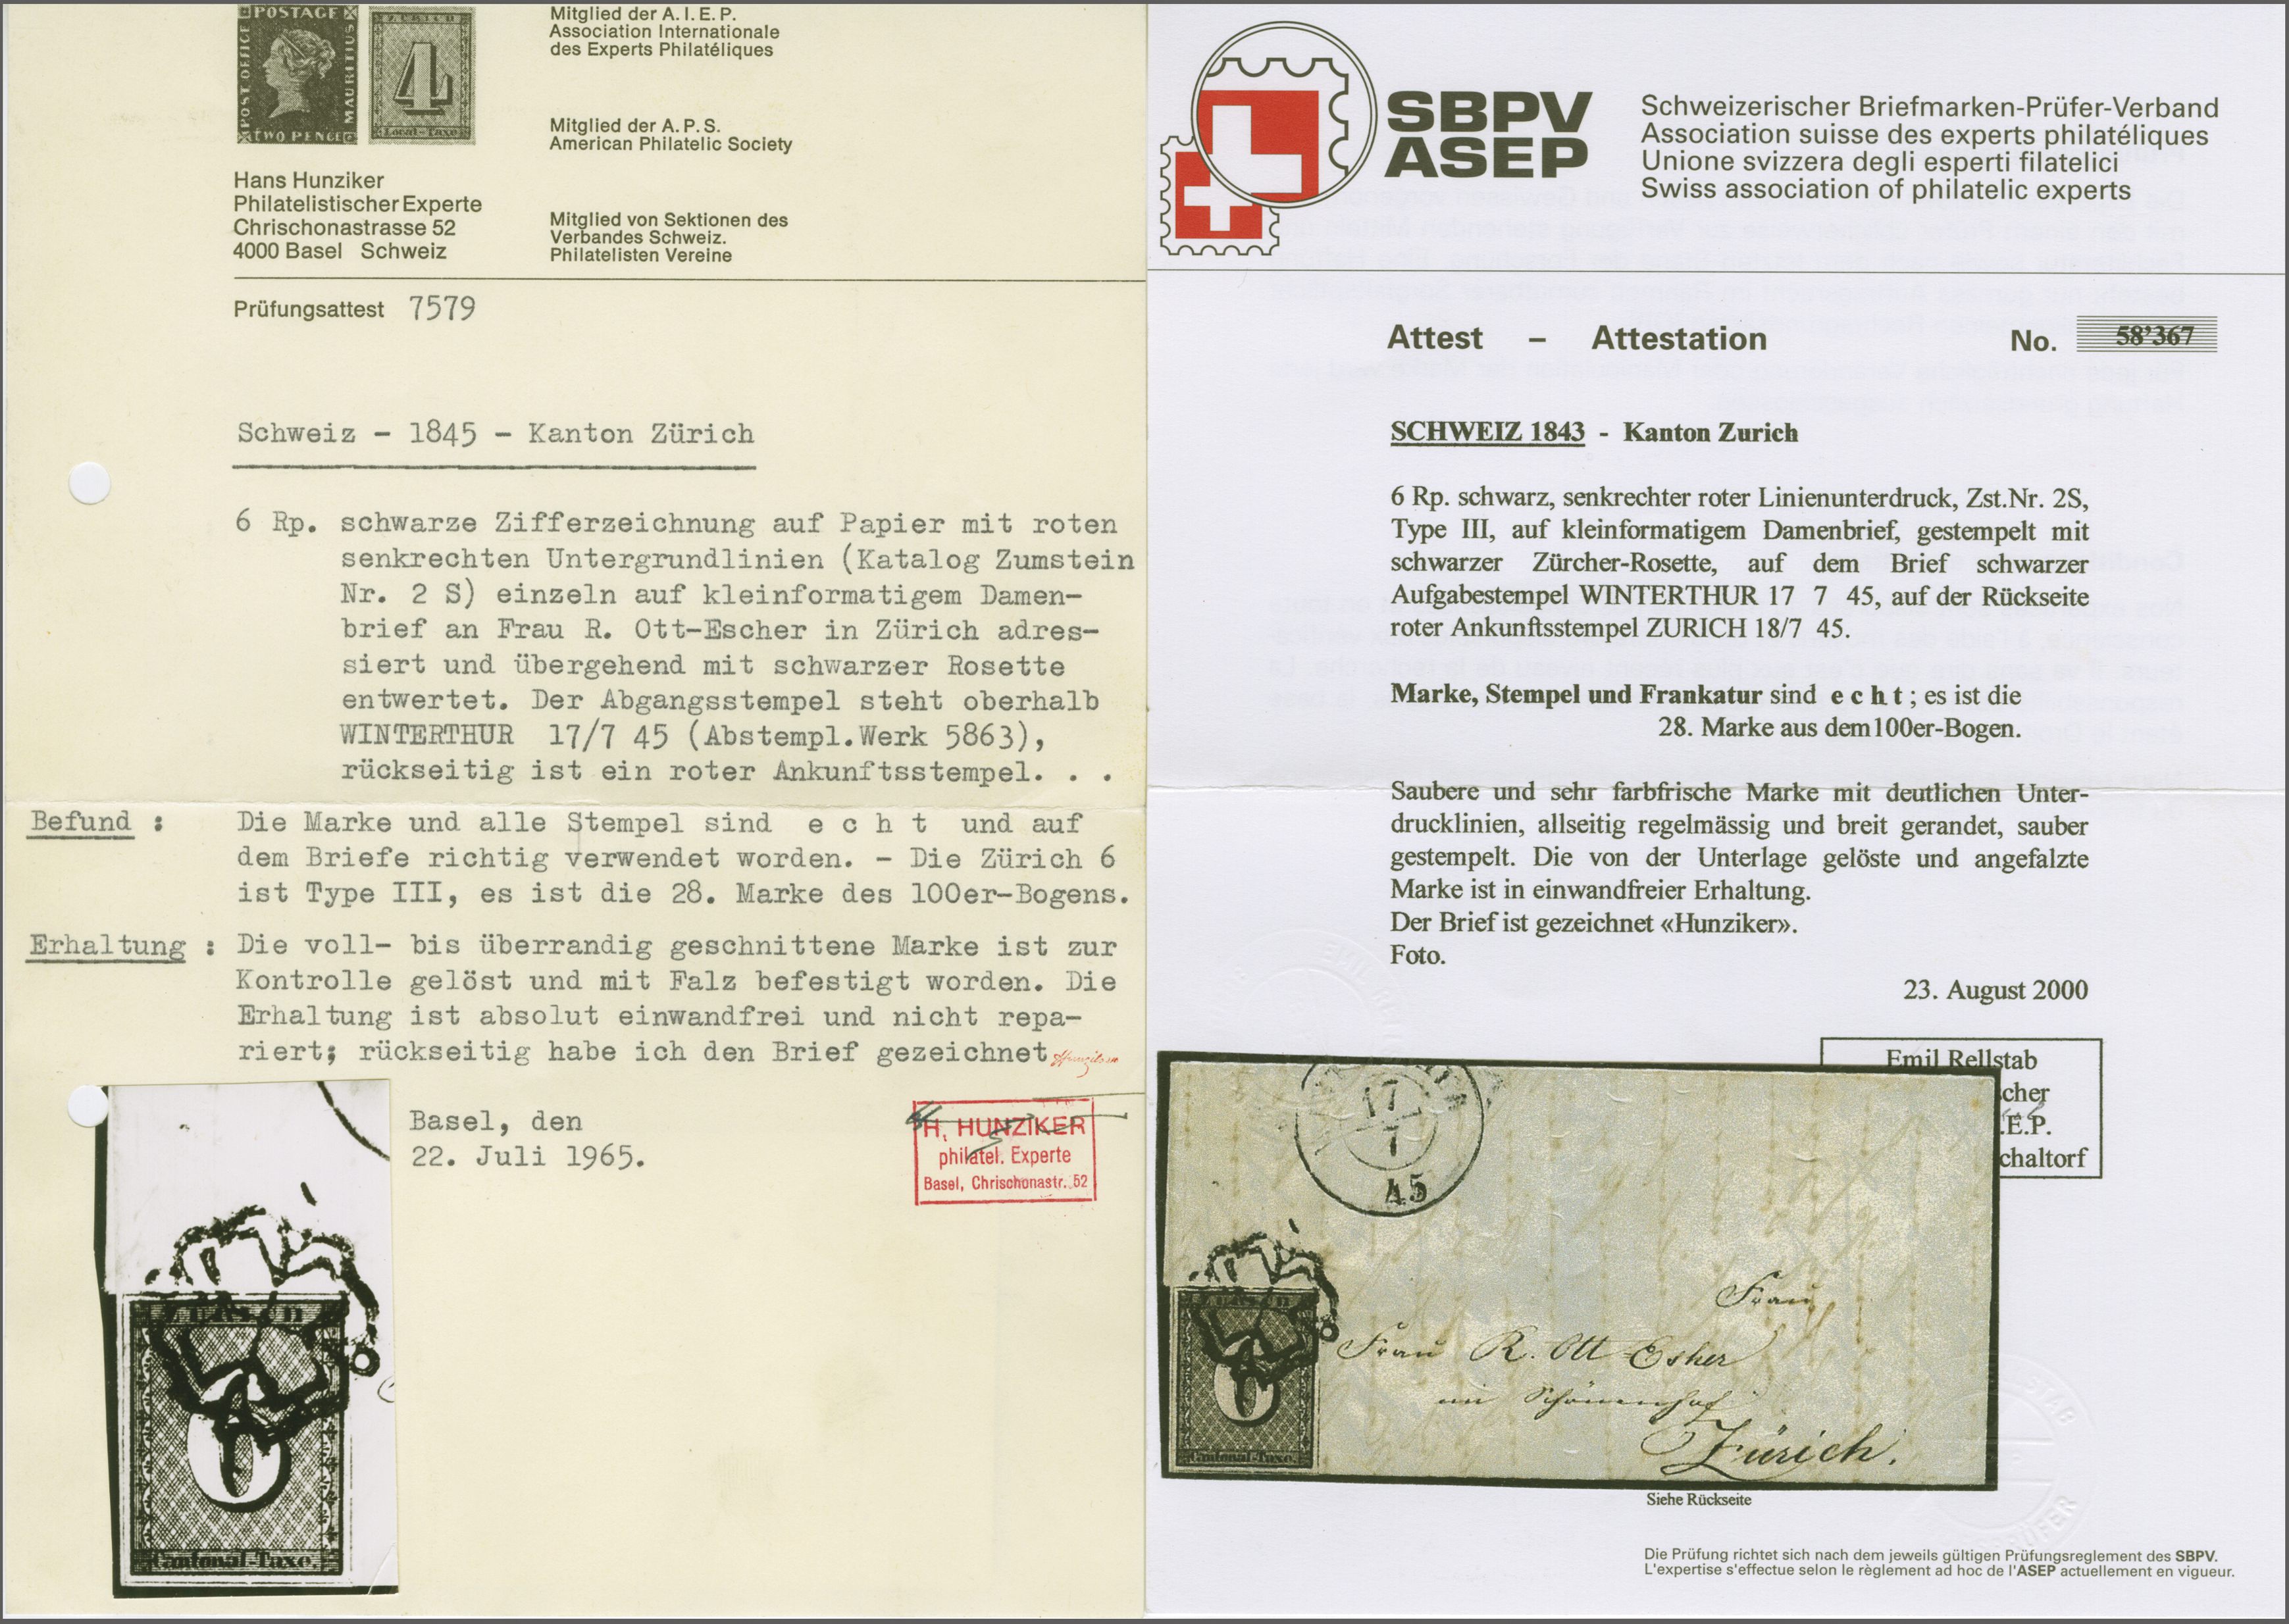 POSTAGE
POST OFFICE
MAURITIUS
TWO PENCE
ZÜRICH
4
Local-Taxe
Mitglied der A.I.E.P.
Association Internationale
des Experts Philatéliques
Mitglied der A.P.S.
American Philatelic Society
Hans Hunziker
Philatelistischer Experte
Chrischonastrasse 52
4000 Basel Schweiz
Mitglied von Sektionen des
Verbandes Schweiz.
Philatelisten Vereine
Prüfungsattest 7579
Schweiz - 1845 - Kanton Zürich
6 Rp. schwarze Zifferzeichnung auf Papier mit roten
senkrechten Untergrundlinien (Katalog Zumstein
Nr. 2 S) einzeln auf kleinformatigem Damen-
brief an Frau R. Ott-Escher in Zürich adres-
siert und übergehend mit schwarzer Rosette
entwertet. Der Abgangsstempel steht oberhalb
WINTERTHUR 17/7 45 (Abstempl.Werk 5863),
rückseitig ist ein roter Ankunftsstempel. . .
Befund : Die Marke und alle Stempel sind e c h t und auf
dem Briefe richtig verwendet worden. - Die Zürich 6
ist Type III, es ist die 28. Marke des 100er-Bogens.
Erhaltung : Die voll- bis überrandig geschnittene Marke ist zur
Kontrolle gelöst und mit Falz befestigt worden. Die
Erhaltung ist absolut einwandfrei und nicht repa-
riert; rückseitig habe ich den Brief gezeichnet
Basel, den
22. Juli 1965.
H. HUNZIKER
philatel. Experte
Basel, Chrischonastr. 52
6
Cantonal-Taxe.
SBPV
ASEP
Schweizerischer Briefmarken-Prüfer-Verband
Association suisse des experts philatéliques
Unione svizzera degli esperti filatelici
Swiss association of philatelic experts
Attest – Attestation No. 58'367
SCHWEIZ 1843 - Kanton Zurich
6 Rp. schwarz, senkrechter roter Linienunterdruck, Zst.Nr. 2S,
Type III, auf kleinformatigem Damenbrief, gestempelt mit
schwarzer Zürcher-Rosette, auf dem Brief schwarzer
Aufgabestempel WINTERTHUR 17 7 45, auf der Rückseite
roter Ankunftsstempel ZURICH 18/7 45.
Marke, Stempel und Frankatur sind e c h t ; es ist die
28. Marke aus dem100er-Bogen.
Saubere und sehr farbfrische Marke mit deutlichen Unter-
drucklinien, allseitig regelmässig und breit gerandet, sauber
gestempelt. Die von der Unterlage gelöste und angefalzte
Marke ist in einwandfreier Erhaltung.
Der Brief ist gezeichnet «Hunziker».
Foto.
23. August 2000
Emil Rellstab
scher
.E.P.
schaltorf
17
7
45
Frau
Frau R. Ott-Esher
im Schönenhof
Zürich.
6
Cantonal-Taxe.
Siehe Rückseite
Die Prüfung richtet sich nach dem jeweils gültigen Prüfungsreglement des SBPV.
L'expertise s'effectue selon le règlement ad hoc de l'ASEP actuellement en vigueur.